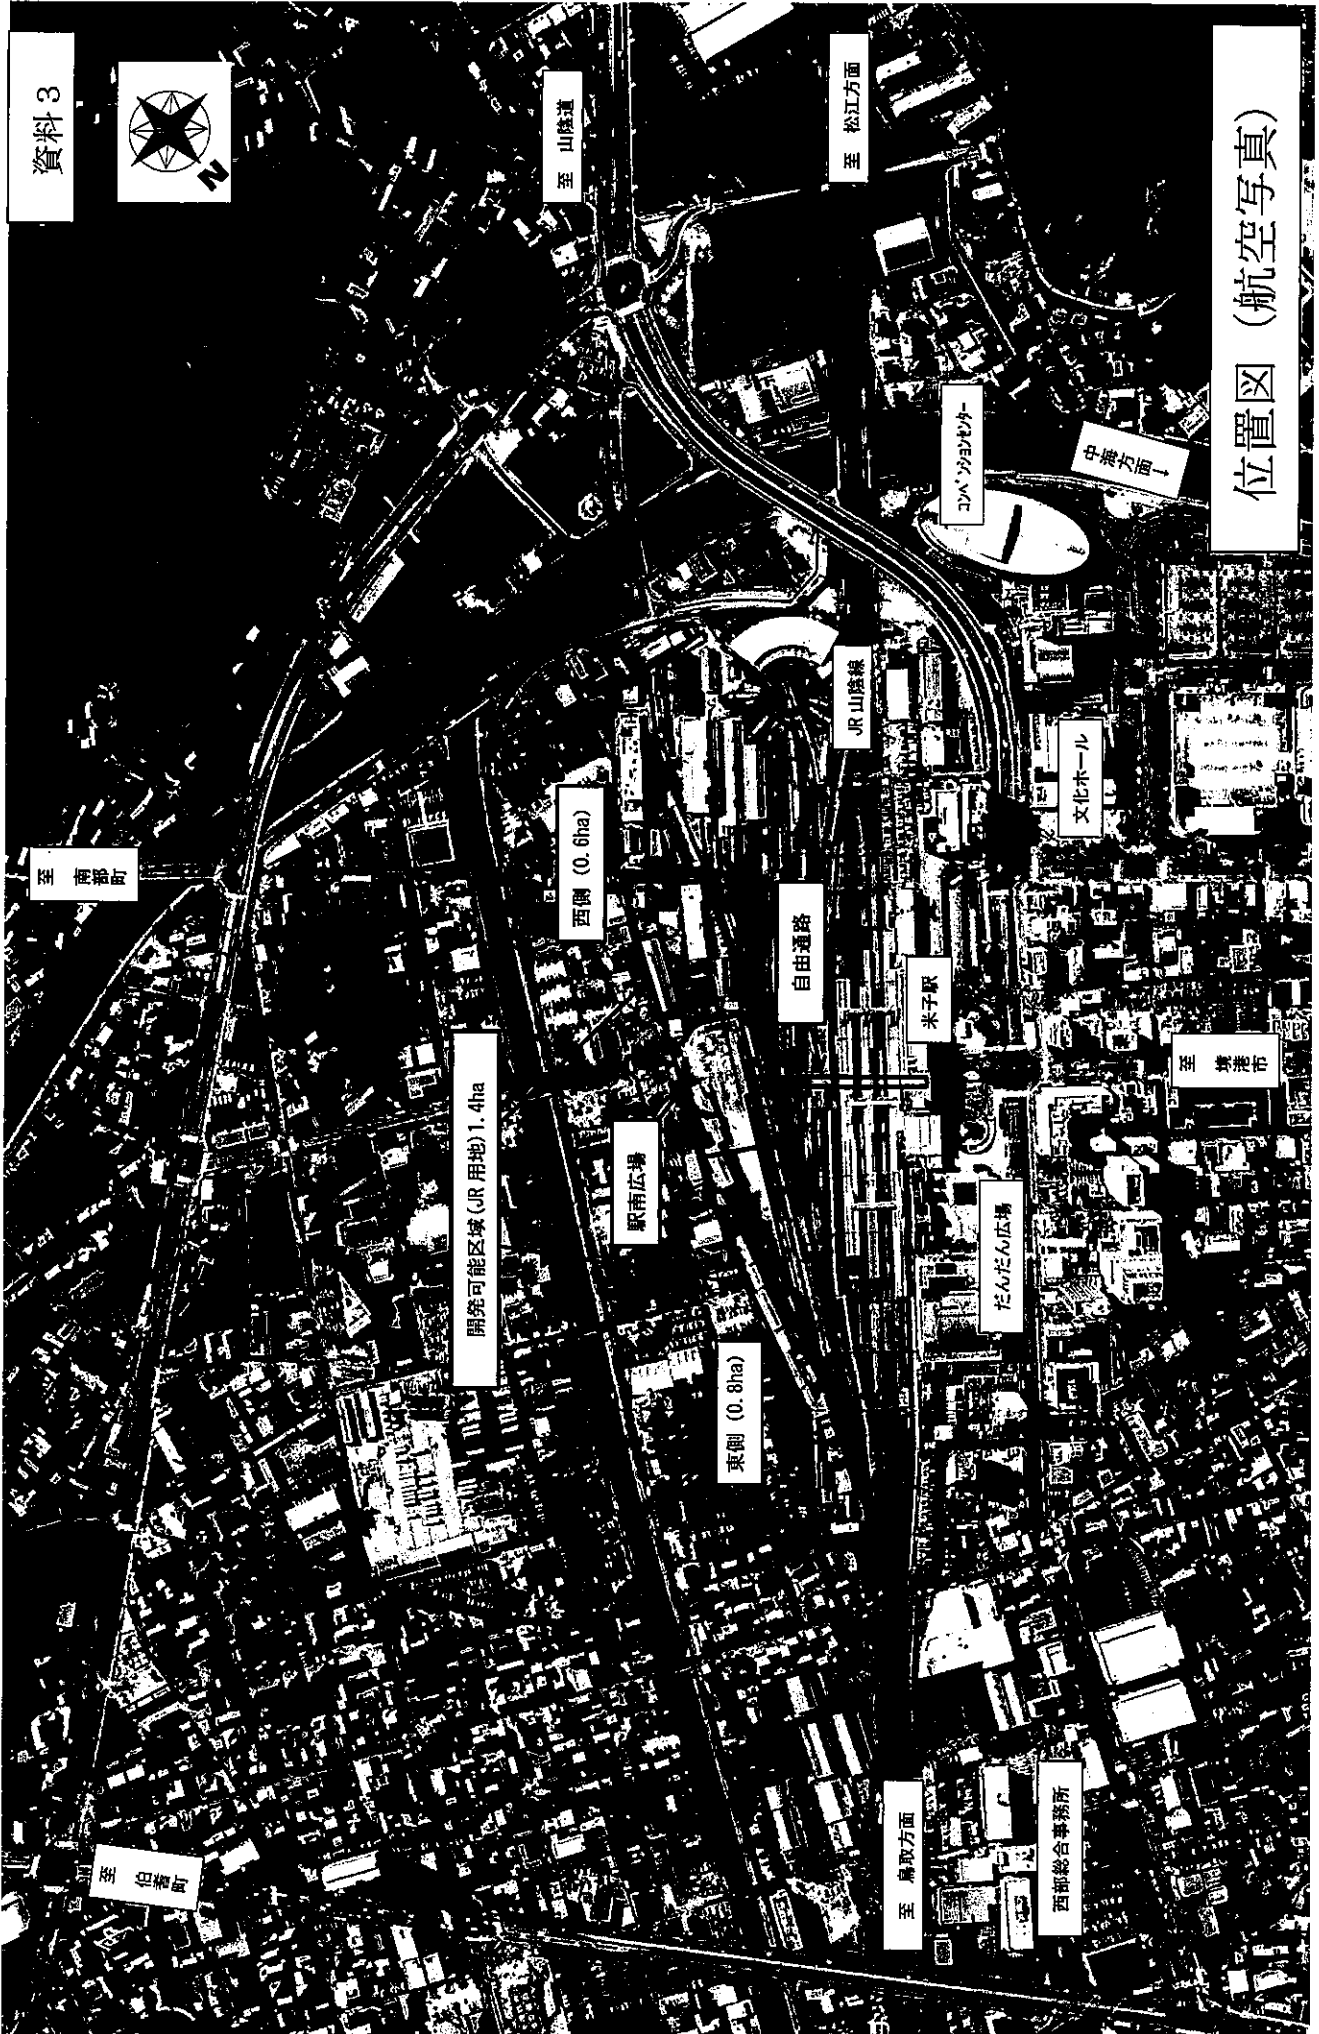 資料3
N
至 山陰道
至 松江方面
位置図(航空写真)
コンベンションセンター
中海方面→
至 南部町
西側 (0.6ha)
JR山陰線
文化ホール
自由通路
米子駅
至 境港市
開発可能区域(JR用地)1.4ha
駅南広場
だんだん広場
東側 (0.8ha)
至 伯耆町
至 鳥取方面
西部総合事務所